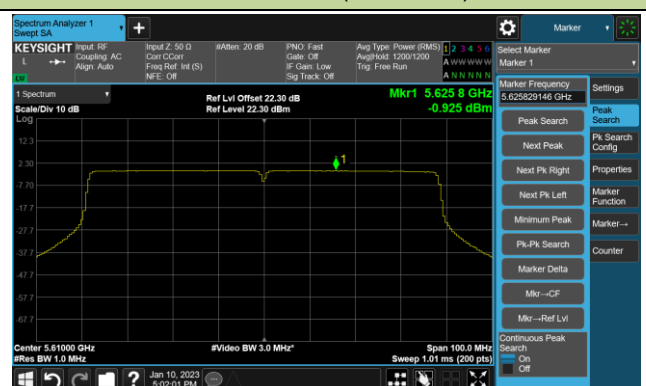 Spectrum Analyzer 1
Swept SA
Marker
KEYSIGHT
Input: RF
Coupling: AC
Align: Auto
Input Z: 50 Ω
Corr CCorr
Freq Ref: Int (S)
NFE: Off
#Atten: 20 dB
PNO: Fast
Gate: Off
IF Gain: Low
Sig Track: Off
Avg Type: Power (RMS)
Avg|Hold: 1200/1200
Trig: Free Run
1 2 3 4 5 6
A W W W W W
A N N N N N
L
LW
Select Marker
Marker 1
1 Spectrum
Scale/Div 10 dB
Log
Ref Lvl Offset 22.30 dB
Ref Level 22.30 dBm
Mkr1 5.625 8 GHz
-0.925 dBm
12.3
2.30
-7.70
-17.7
-27.7
-37.7
-47.7
-57.7
-67.7
1
Center 5.61000 GHz
#Res BW 1.0 MHz
#Video BW 3.0 MHz*
Span 100.0 MHz
Sweep 1.01 ms (200 pts)
Marker Frequency
5.625829146 GHz
Peak Search
Next Peak
Next Pk Right
Next Pk Left
Minimum Peak
Pk-Pk Search
Marker Delta
Mkr→CF
Mkr→Ref Lvl
Continuous Peak
Search
On
Off
Settings
Peak
Search
Pk Search
Config
Properties
Marker
Function
Marker→
Counter
Jan 10, 2023
5:02:01 PM